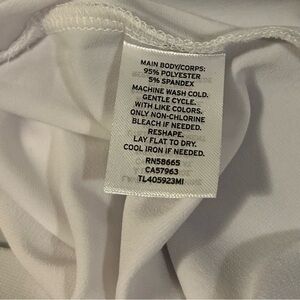 MAIN BODY/CORPS:
95% POLYESTER
5% SPANDEX
MACHINE WASH COLD.
GENTLE CYCLE.
WITH LIKE COLORS.
ONLY NON-CHLORINE
BLEACH IF NEEDED.
RESHAPE.
LAY FLAT TO DRY.
COOL IRON IF NEEDED.
RN58665
CA57963
TL405923MI